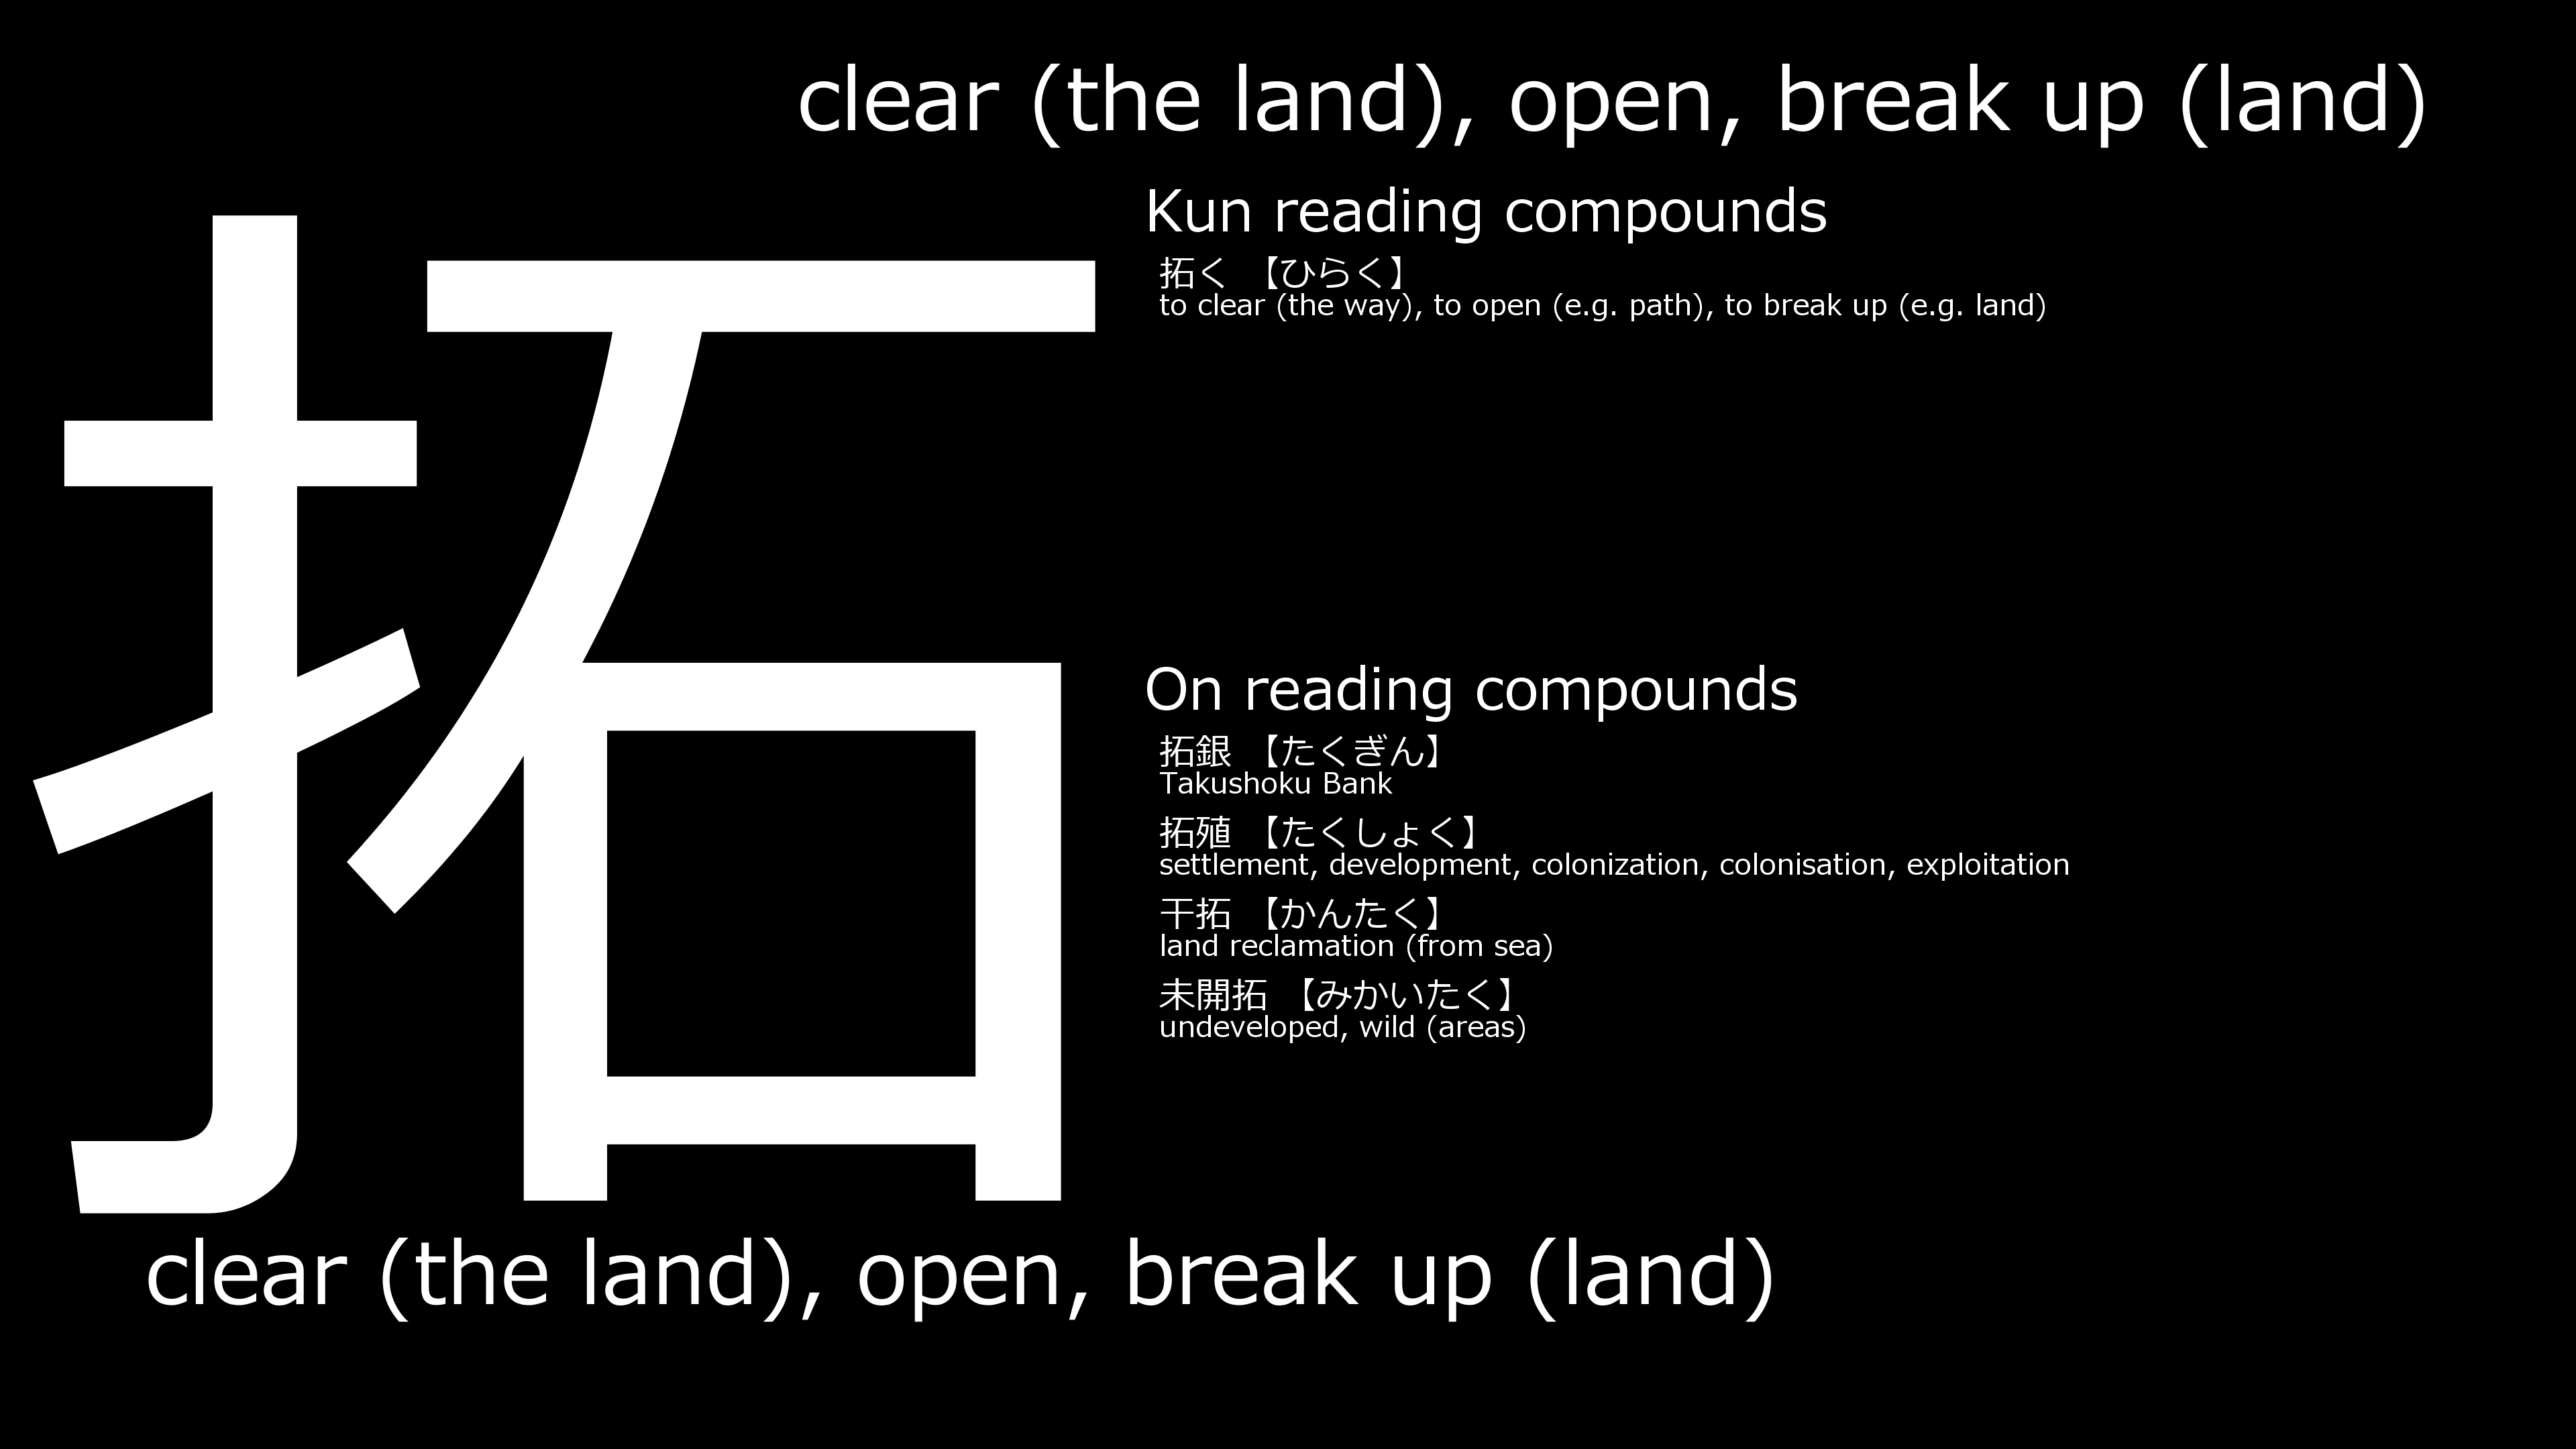 clear (the land), open, break up (land)
拓
Kun reading compounds
拓く 【ひらく】
to clear (the way), to open (e.g. path), to break up (e.g. land)
On reading compounds
拓銀 【たくぎん】
Takushoku Bank
拓殖 【たくしょく】
settlement, development, colonization, colonisation, exploitation
干拓 【かんたく】
land reclamation (from sea)
未開拓 【みかいたく】
undeveloped, wild (areas)
clear (the land), open, break up (land)